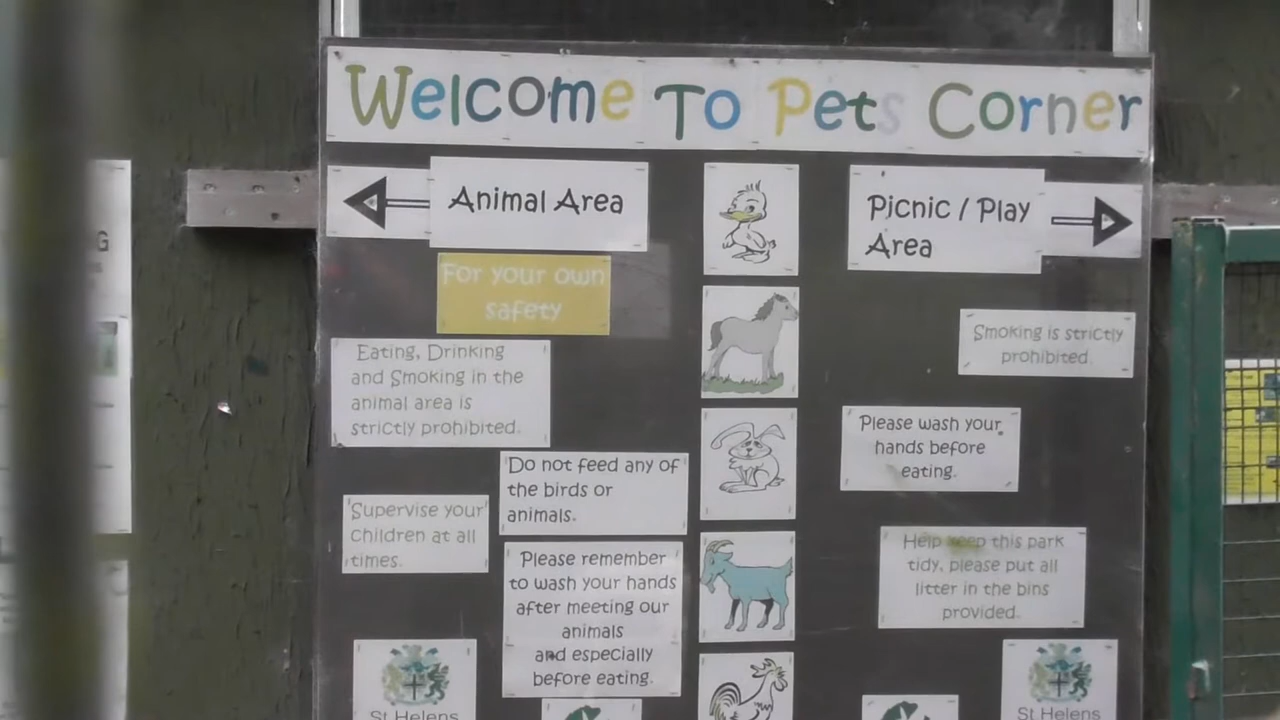 Welcome To Pets Corner
Animal Area
Picnic / Play
Area
For your own
safety
Smoking is strictly
prohibited.
Eating, Drinking
and Smoking in the
animal area is
strictly prohibited.
Please wash your
hands before
eating.
Do not feed any of
the birds or
animals.
Supervise your
children at all
times.
Help keep this park
tidy, please put all
litter in the bins
provided.
Please remember
to wash your hands
after meeting our
animals
and especially
before eating.
St Helens
St Helens